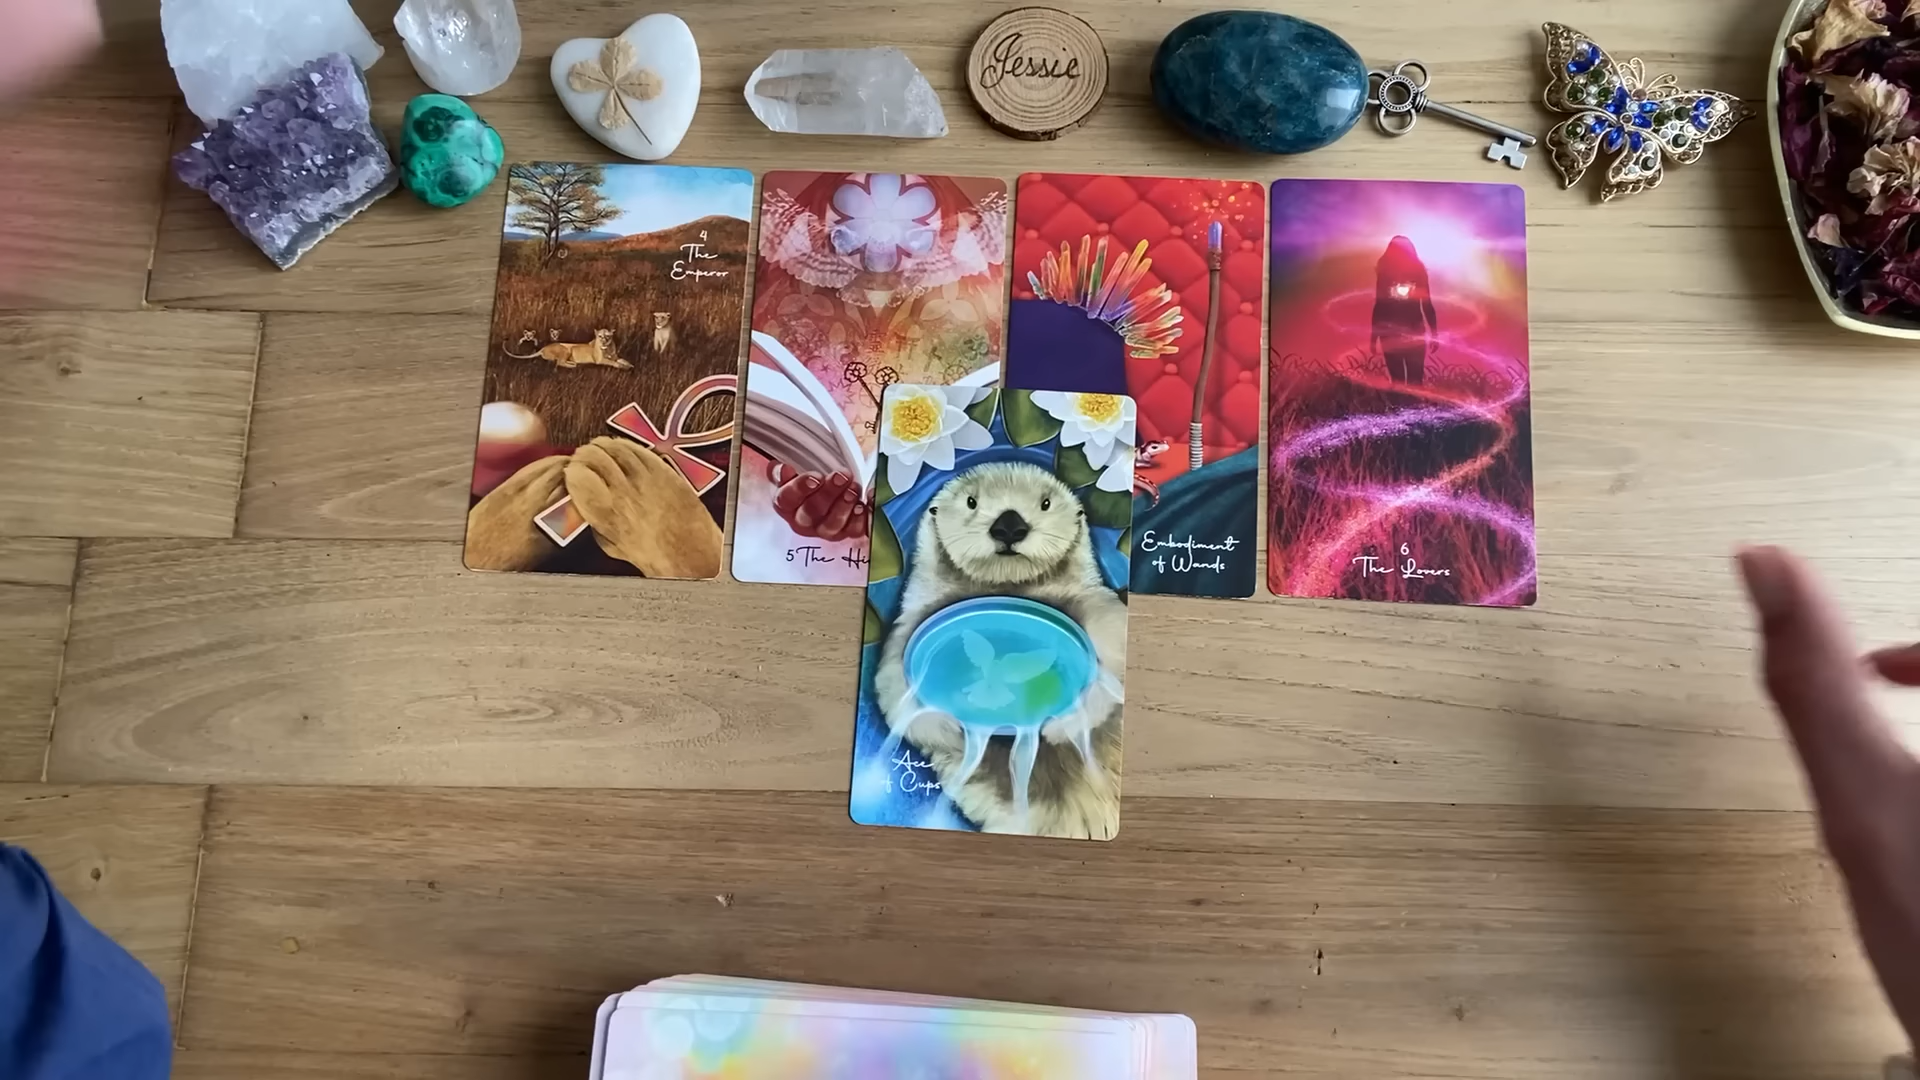 Jessie
4
The
Emperor
5 The Hi
Embodiment
of Wands
6
The Lovers
Ace
of Cups